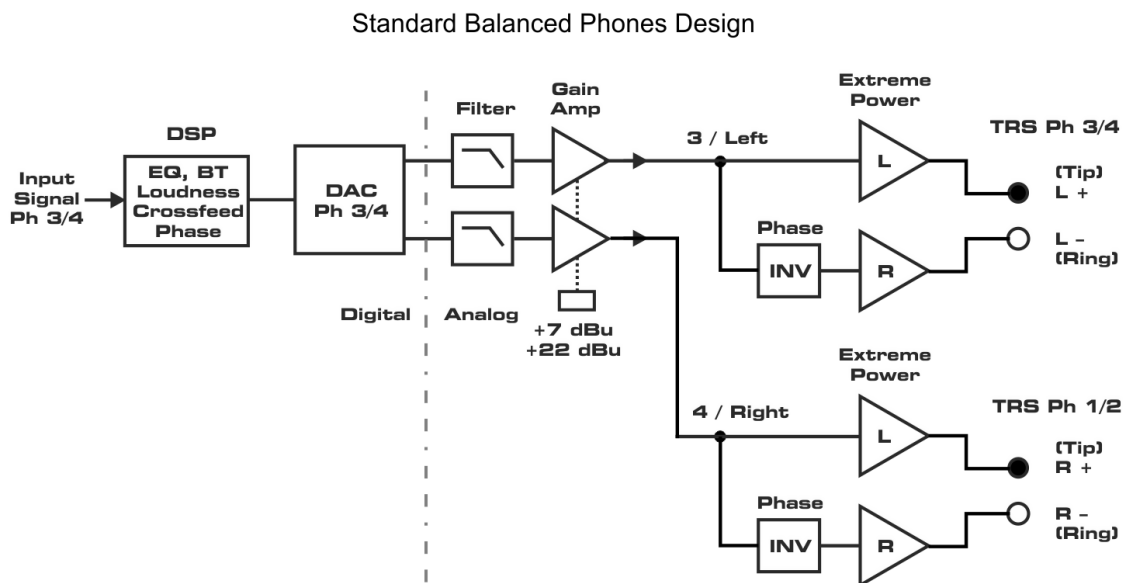 Standard Balanced Phones Design
Input
Signal
Ph 3/4
DSP
EQ, BT
Loudness
Crossfeed
Phase
DAC
Ph 3/4
Digital
Analog
Filter
Gain
Amp
+7 dBu
+22 dBu
3 / Left
Phase
INV
Extreme
Power
L
R
TRS Ph 3/4
(Tip)
L +
L –
(Ring)
4 / Right
Phase
INV
Extreme
Power
L
R
TRS Ph 1/2
(Tip)
R +
R –
(Ring)